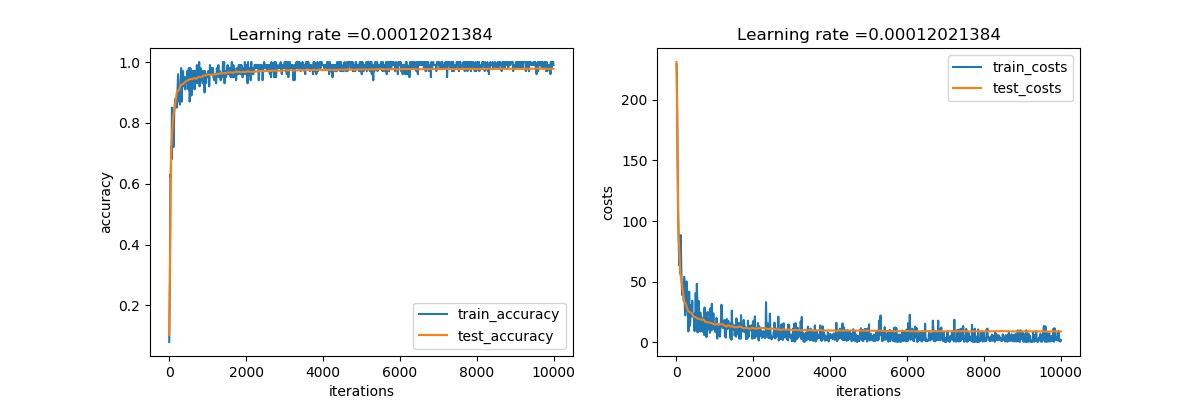 Learning rate =0.00012021384
1.0
0.8
0.6
0.4
0.2
accuracy
train_accuracy
test_accuracy
0 2000 4000 6000 8000 10000
iterations
Learning rate =0.00012021384
200
150
100
50
0
costs
train_costs
test_costs
0 2000 4000 6000 8000 10000
iterations